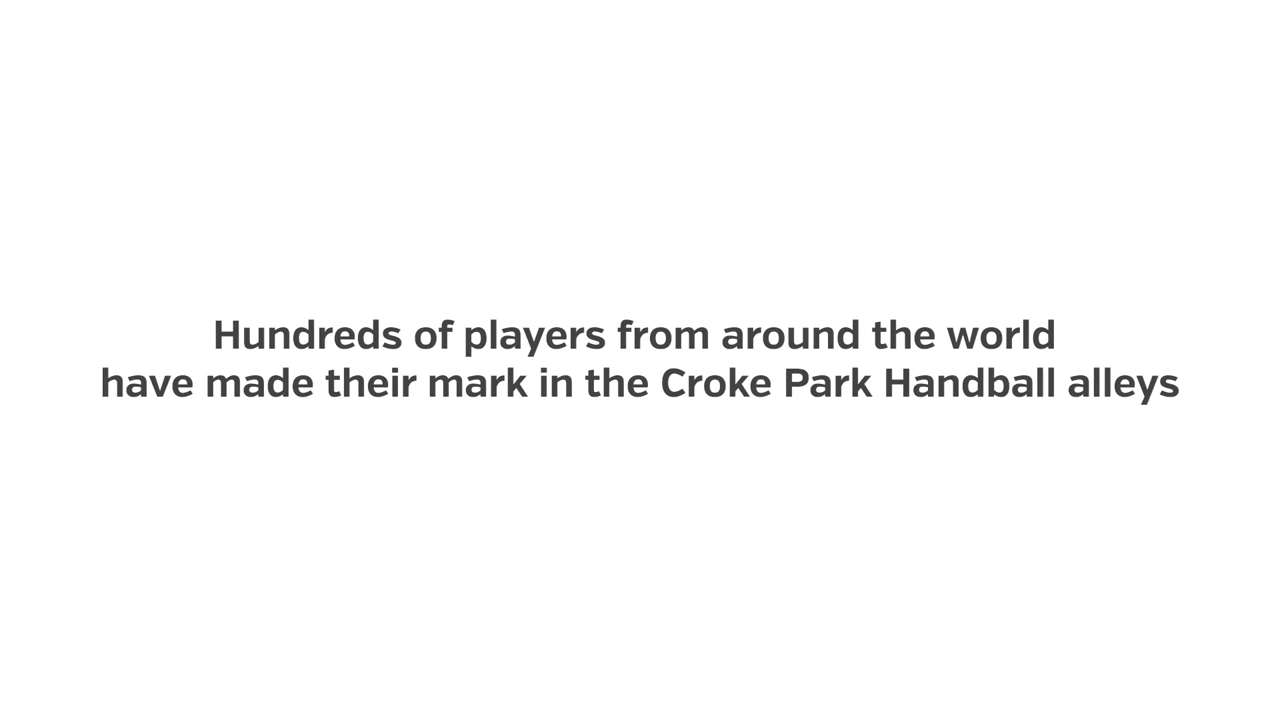 Hundreds of players from around the world
have made their mark in the Croke Park Handball alleys